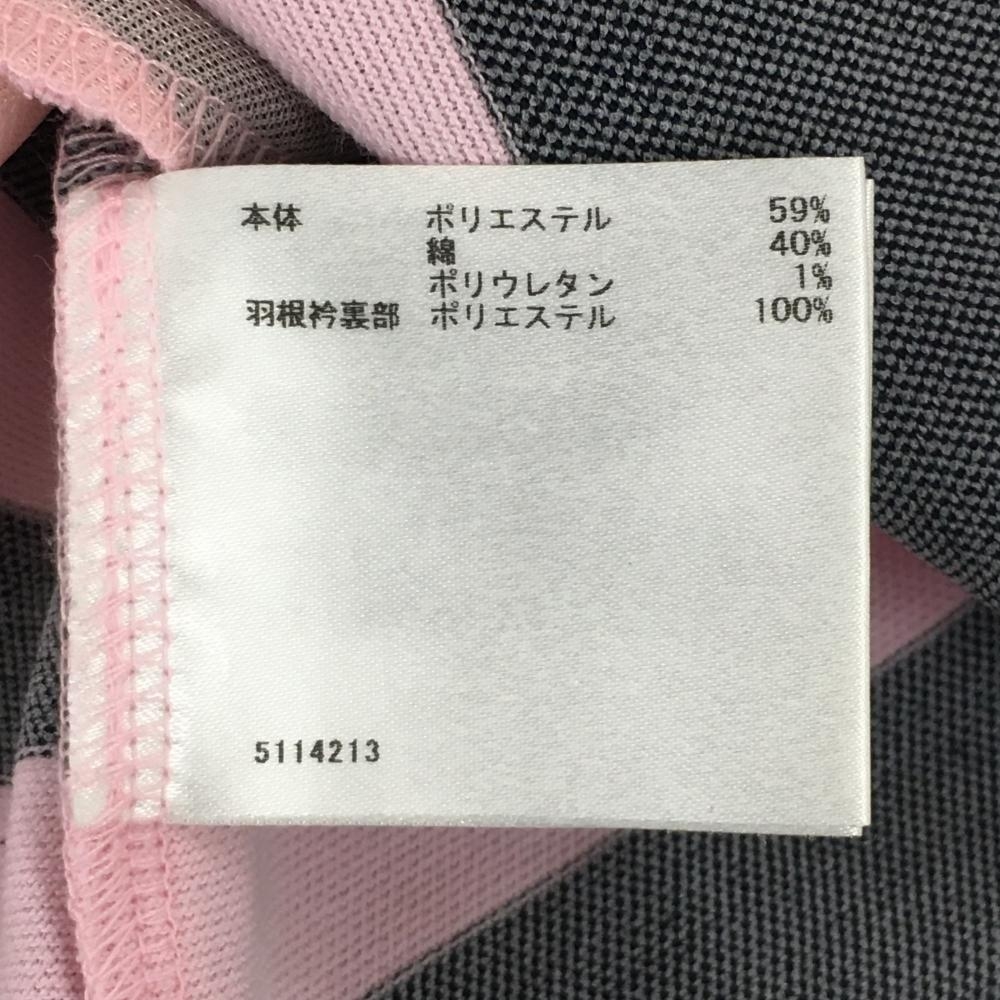 本体 ポリエステル 59%
綿 40%
ポリウレタン 1%
羽根衿裏部 ポリエステル 100%
5114213